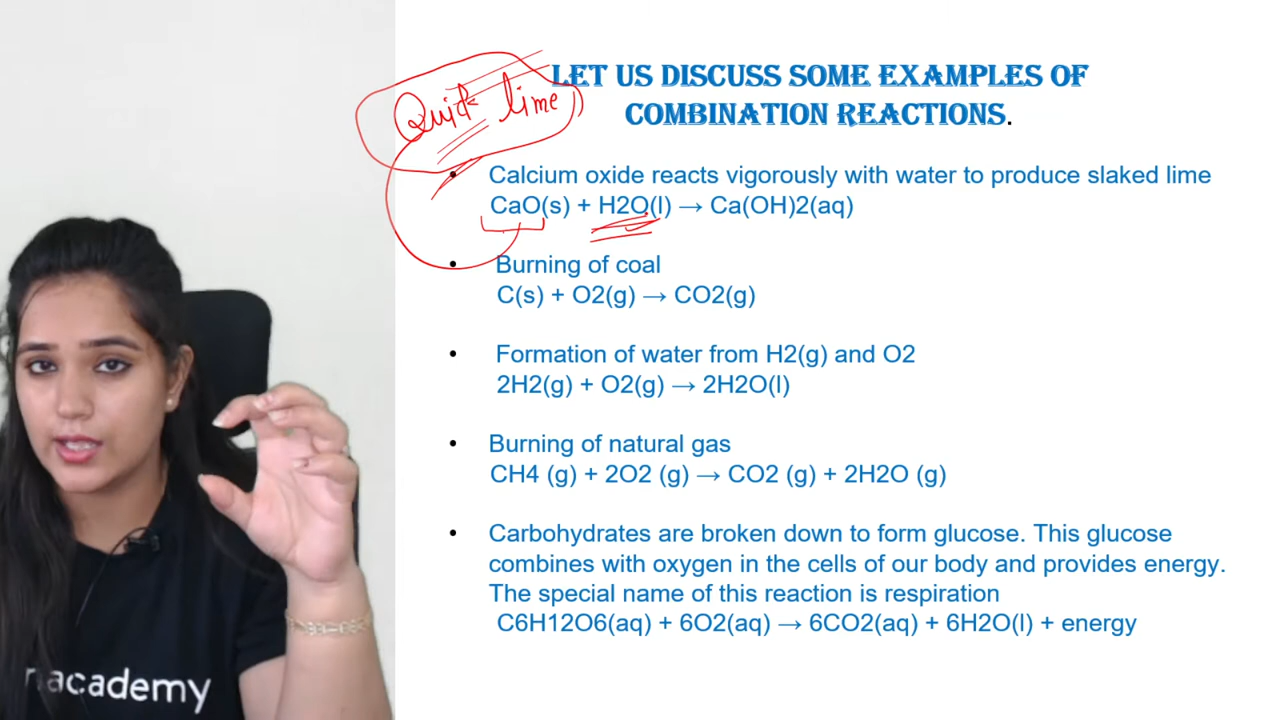 LET US DISCUSS SOME EXAMPLES OF
COMBINATION REACTIONS.
Quick lime
• Calcium oxide reacts vigorously with water to produce slaked lime
CaO(s) + H2O(l) → Ca(OH)2(aq)
• Burning of coal
C(s) + O2(g) → CO2(g)
• Formation of water from H2(g) and O2
2H2(g) + O2(g) → 2H2O(l)
• Burning of natural gas
CH4 (g) + 2O2 (g) → CO2 (g) + 2H2O (g)
• Carbohydrates are broken down to form glucose. This glucose
combines with oxygen in the cells of our body and provides energy.
The special name of this reaction is respiration
C6H12O6(aq) + 6O2(aq) → 6CO2(aq) + 6H2O(l) + energy
nacademy